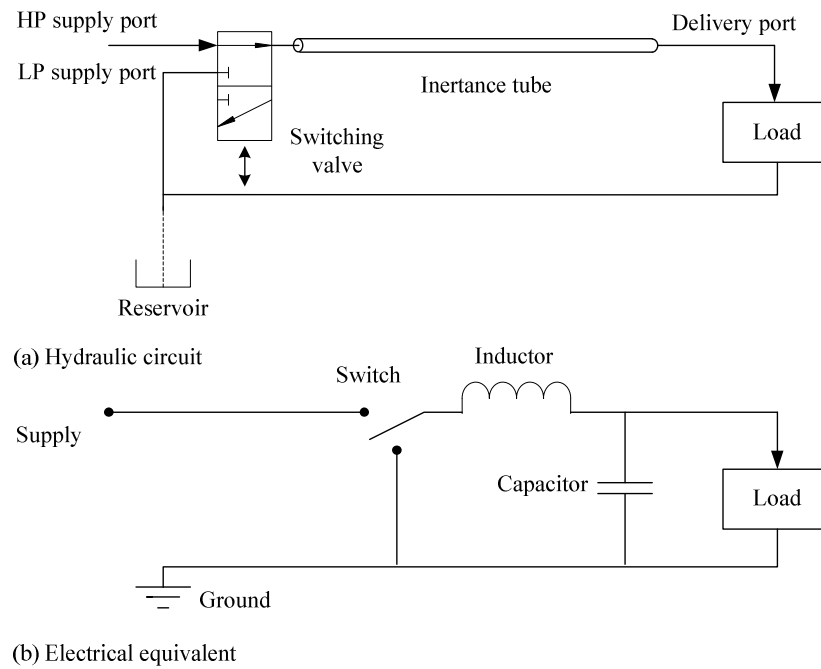 HP supply port
Delivery port
LP supply port
Inertance tube
Load
Switching
valve
Reservoir
(a) Hydraulic circuit
Inductor
Switch
Supply
Capacitor
Load
Ground
(b) Electrical equivalent